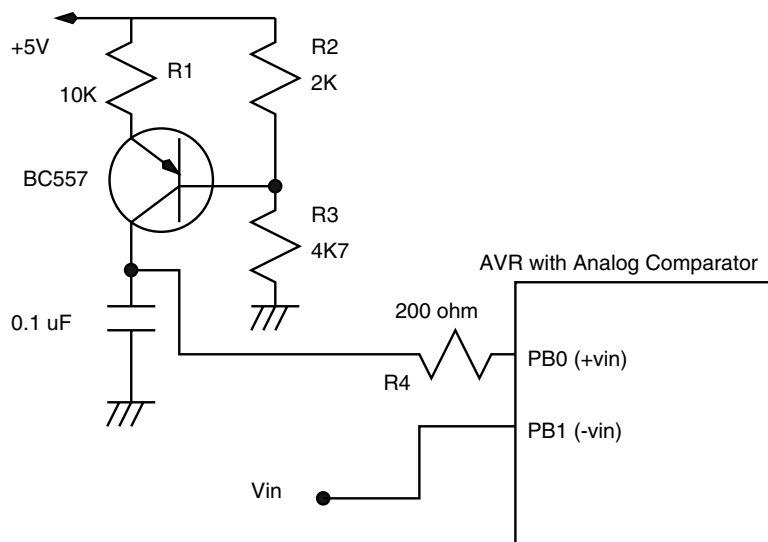 +5V
R1
R2
10K
2K
BC557
R3
4K7
AVR with Analog Comparator
0.1 uF
200 ohm
R4
PB0 (+vin)
PB1 (-vin)
Vin